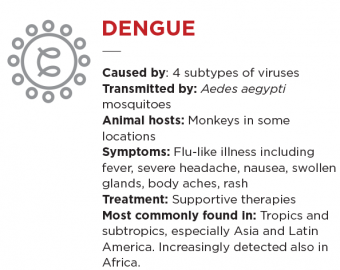 DENGUE
Caused by: 4 subtypes of viruses
Transmitted by: Aedes aegypti
mosquitoes
Animal hosts: Monkeys in some
locations
Symptoms: Flu-like illness including
fever, severe headache, nausea, swollen
glands, body aches, rash
Treatment: Supportive therapies
Most commonly found in: Tropics and
subtropics, especially Asia and Latin
America. Increasingly detected also in
Africa.